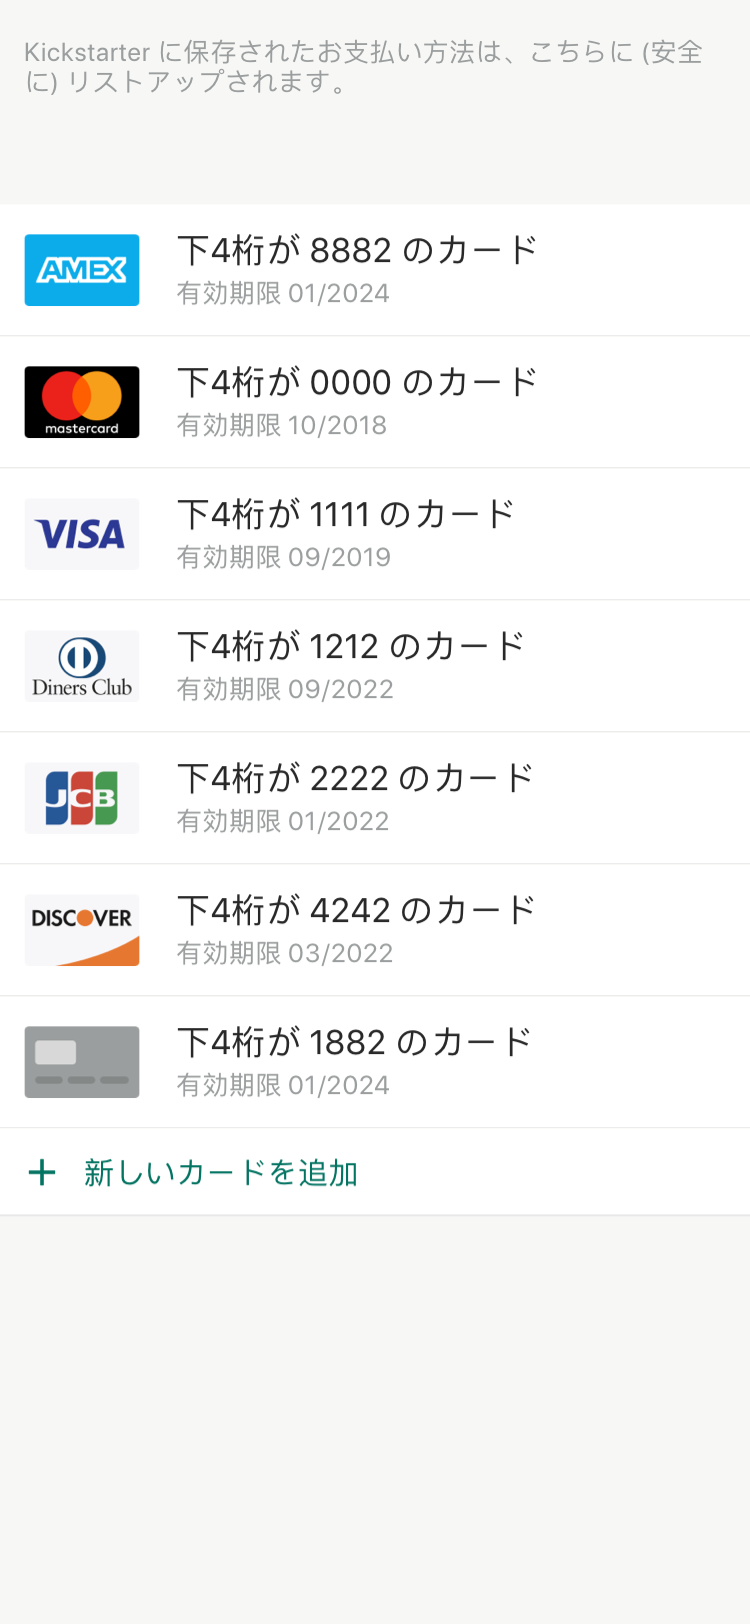 Kickstarter に保存されたお支払い方法は、こちらに (安全
に) リストアップされます。
AMEX
下4桁が 8882 のカード
有効期限 01/2024
mastercard
下4桁が 0000 のカード
有効期限 10/2018
VISA
下4桁が 1111 のカード
有効期限 09/2019
Diners Club
下4桁が 1212 のカード
有効期限 09/2022
JCB
下4桁が 2222 のカード
有効期限 01/2022
DISCOVER
下4桁が 4242 のカード
有効期限 03/2022
下4桁が 1882 のカード
有効期限 01/2024
+ 新しいカードを追加